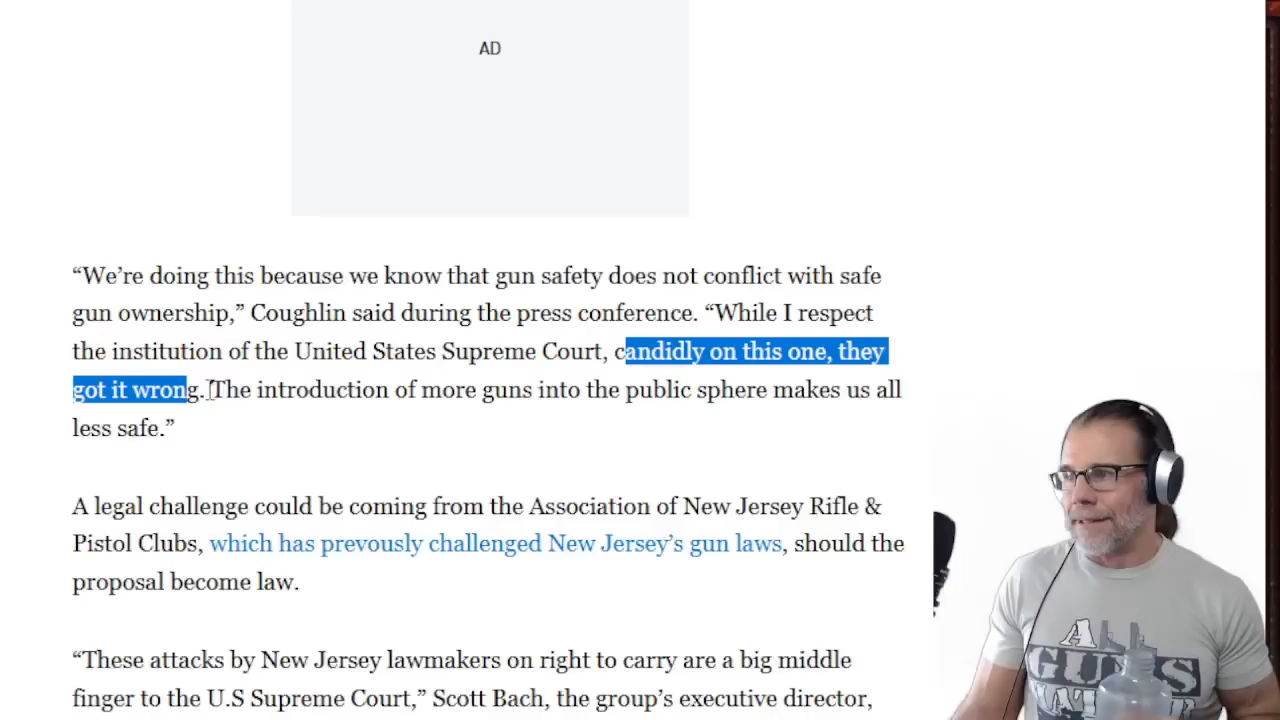 AD
“We’re doing this because we know that gun safety does not conflict with safe
gun ownership,” Coughlin said during the press conference. “While I respect
the institution of the United States Supreme Court, candidly on this one, they
got it wrong. The introduction of more guns into the public sphere makes us all
less safe.”
A legal challenge could be coming from the Association of New Jersey Rifle &
Pistol Clubs, which has prevously challenged New Jersey’s gun laws, should the
proposal become law.
“These attacks by New Jersey lawmakers on right to carry are a big middle
finger to the U.S Supreme Court,” Scott Bach, the group’s executive director,
A
GUNS